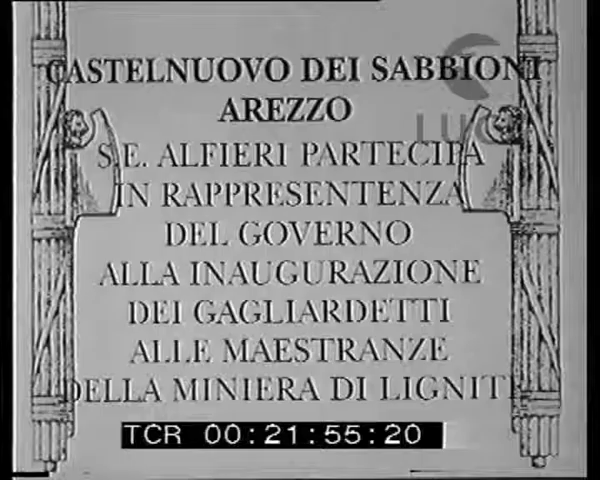 CASTELNUOVO DEI SABBIONI
AREZZO
S.E. ALFIERI PARTECIPA
IN RAPPRESENTENZA
DEL GOVERNO
ALLA INAUGURAZIONE
DEI GAGLIARDETTI
ALLE MAESTRANZE
DELLA MINIERA DI LIGNITE
LUCE
TCR 00:21:55:20